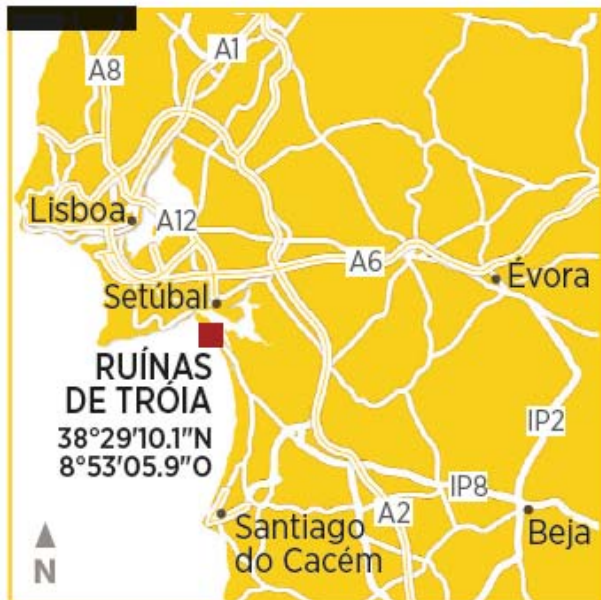 A8
A1
Lisboa
A12
A6
Évora
Setúbal
RUÍNAS
DE TRÓIA
38°29'10.1"N
8°53'05.9"O
IP2
IP8
A2
Santiago
do Cacém
Beja
N